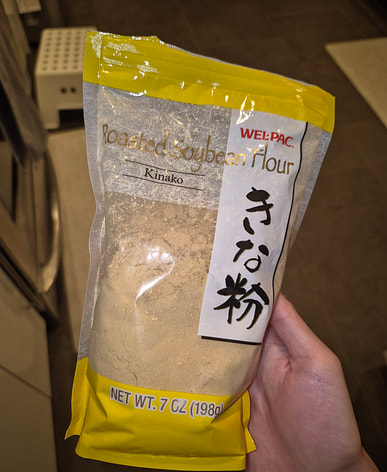 WEL·PAC®
Roasted Soybean Flour
Kinako
きな粉
NET WT. 7 OZ (198g)